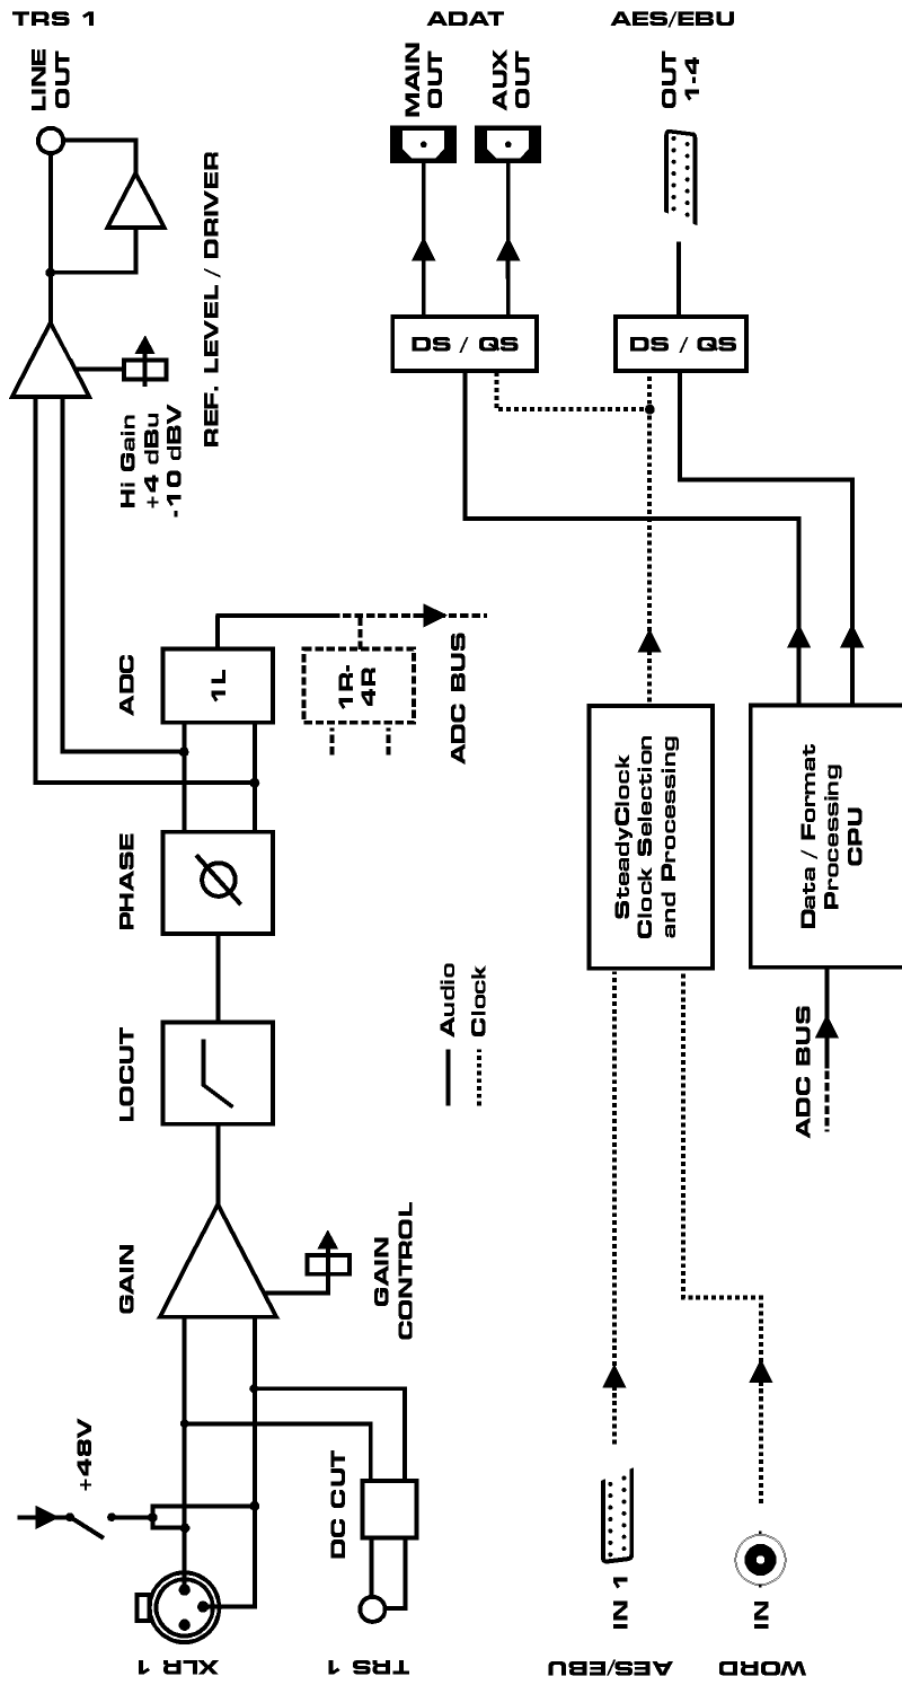 TRS 1
ADAT
AES/EBU
LINE
OUT
MAIN
OUT
AUX
OUT
OUT
1-4
REF. LEVEL / DRIVER
Hi Gain
+4 dBu
-10 dBV
DS / QS
DS / QS
ADC
1L
1R-
4R
ADC BUS
PHASE
SteadyClock
Clock Selection
and Processing
Data / Format
Processing
CPU
LOCUT
Audio
Clock
ADC BUS
GAIN
GAIN
CONTROL
+48V
DC CUT
IN 1
IN
XLR 1
TRS 1
AES/EBU
WORD